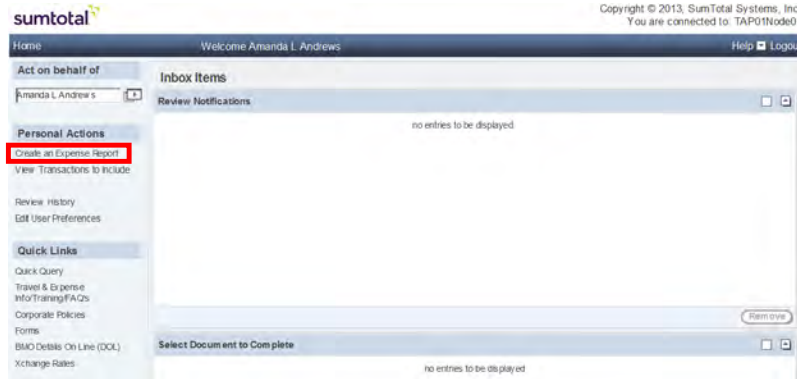 sumtotal
Copyright © 2013, SumTotal Systems, Inc
You are connected to: TAP01Node0
Home
Welcome Amanda L Andrews
Help Logou
Act on behalf of
Amanda L Andrews
Personal Actions
Create an Expense Report
View Transactions to Include
Review History
Edit User Preferences
Quick Links
Quick Query
Travel & Expense
Info/Training/FAQs
Corporate Policies
Forms
BMO Details On Line (DOL)
Xchange Rates
Inbox Items
Review Notifications
no entries to be displayed
Remove
Select Document to Complete
no entries to be displayed